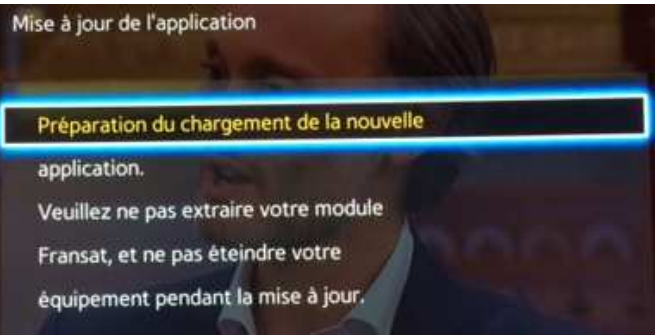 Mise à jour de l'application
Préparation du chargement de la nouvelle
application.
Veuillez ne pas extraire votre module
Fransat, et ne pas éteindre votre
équipement pendant la mise à jour.